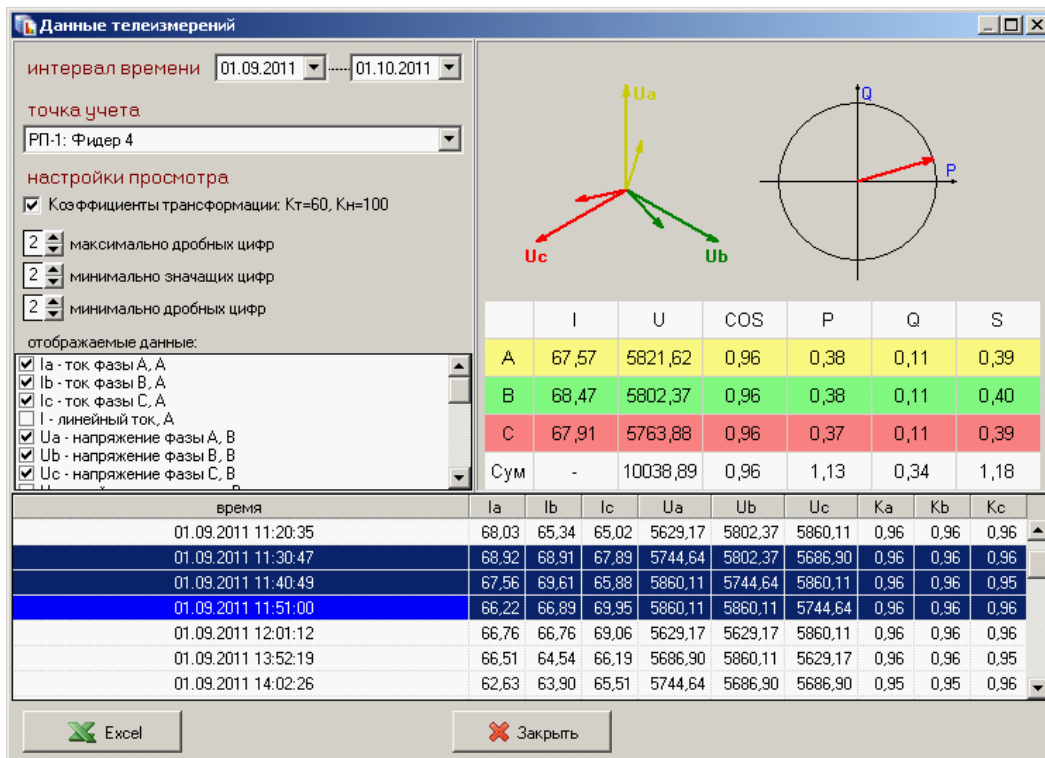 Данные телеизмерений
интервал времени 01.09.2011 ----- 01.10.2011
точка учета
РП-1: Фидер 4
настройки просмотра
Коэффициенты трансформации: Кт=60, Кн=100
2 максимально дробных цифр
2 минимально значащих цифр
2 минимально дробных цифр
отображаемые данные:
Ia - ток фазы А, А
Ib - ток фазы В, А
Ic - ток фазы С, А
I - линейный ток, А
Ua - напряжение фазы А, В
Ub - напряжение фазы В, В
Uc - напряжение фазы С, В
Ua
Uc
Ub
Q
P
I U COS P Q S
A 67,57 5821,62 0,96 0,38 0,11 0,39
B 68,47 5802,37 0,96 0,38 0,11 0,40
C 67,91 5763,88 0,96 0,37 0,11 0,39
Сум - 10038,89 0,96 1,13 0,34 1,18
время Ia Ib Ic Ua Ub Uc Ka Kb Kc
01.09.2011 11:20:35 68,03 65,34 65,02 5629,17 5802,37 5860,11 0,96 0,96 0,96
01.09.2011 11:30:47 68,92 68,91 67,89 5744,64 5802,37 5686,90 0,96 0,96 0,96
01.09.2011 11:40:49 67,56 69,61 65,88 5860,11 5744,64 5860,11 0,96 0,96 0,95
01.09.2011 11:51:00 66,22 66,89 69,95 5860,11 5860,11 5744,64 0,96 0,96 0,96
01.09.2011 12:01:12 66,76 66,76 69,06 5629,17 5629,17 5860,11 0,96 0,96 0,96
01.09.2011 13:52:19 66,51 64,54 66,19 5686,90 5860,11 5629,17 0,96 0,96 0,95
01.09.2011 14:02:26 62,63 63,90 65,51 5744,64 5686,90 5686,90 0,95 0,95 0,96
Excel
Закрыть